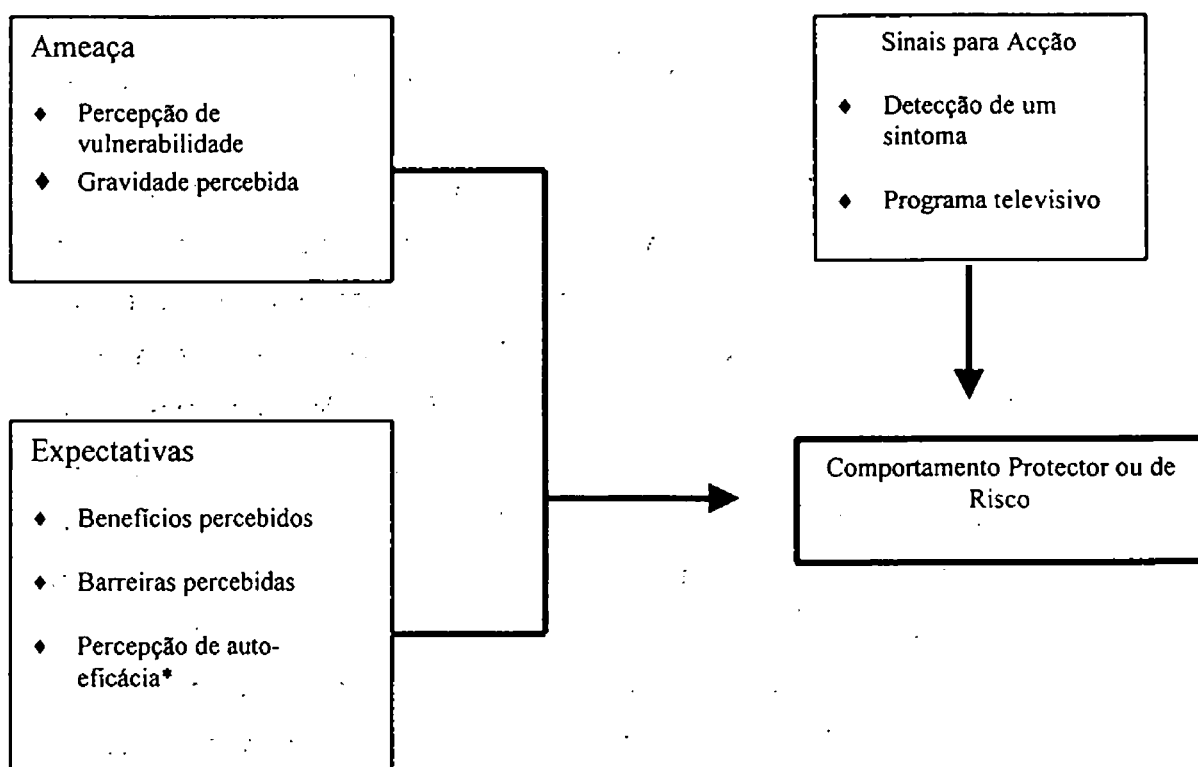 Ameaça
♦ Percepção de
vulnerabilidade
♦ Gravidade percebida
Sinais para Acção
♦ Detecção de um
sintoma
♦ Programa televisivo
Expectativas
♦ Benefícios percebidos
♦ Barreiras percebidas
♦ Percepção de auto-
eficácia*
Comportamento Protector ou de
Risco